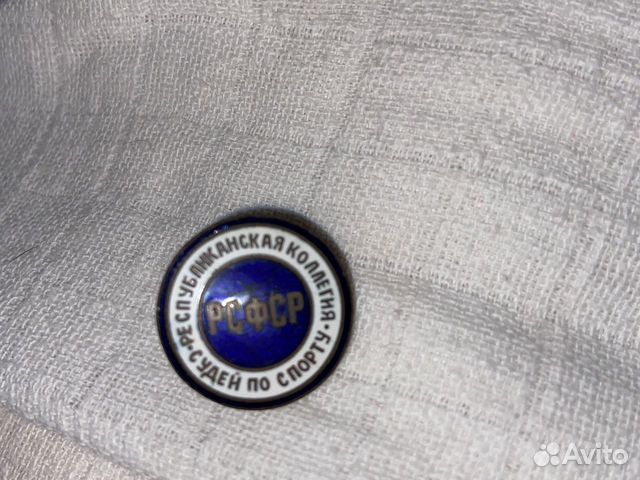 РЕСПУБЛИКАНСКАЯ КОЛЛЕГИЯ
СУДЕЙ ПО СПОРТУ
РСФСР
Avito